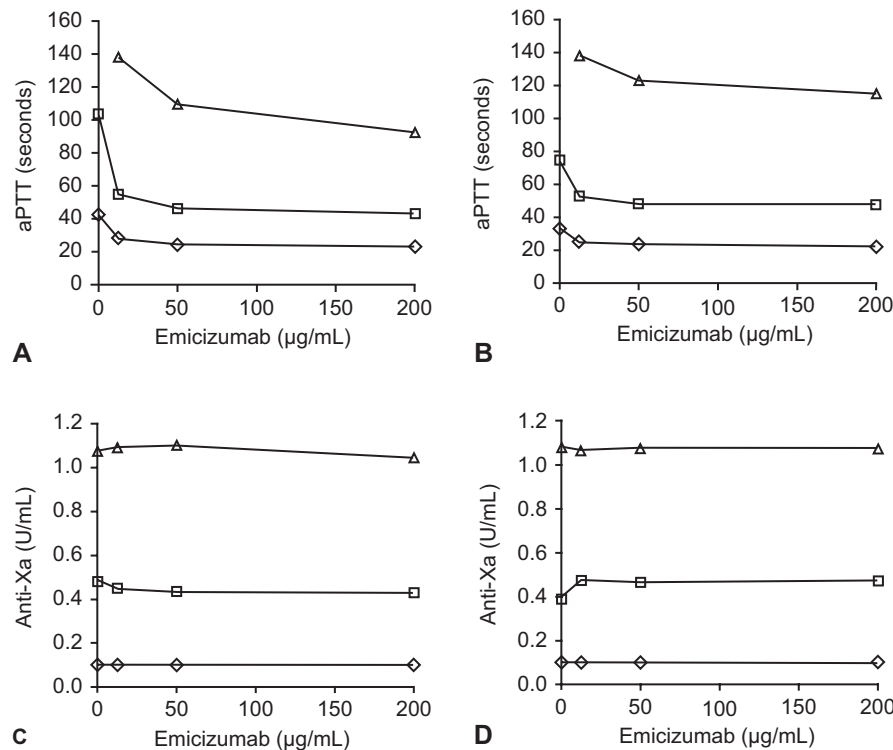 160
140
120
100
80
60
40
20
0
aPTT (seconds)
0 50 100 150 200
Emicizumab (µg/mL)
A
160
140
120
100
80
60
40
20
0
aPTT (seconds)
0 50 100 150 200
Emicizumab (µg/mL)
B
1.2
1.0
0.8
0.6
0.4
0.2
0.0
Anti-Xa (U/mL)
0 50 100 150 200
Emicizumab (µg/mL)
C
1.2
1.0
0.8
0.6
0.4
0.2
0.0
Anti-Xa (U/mL)
0 50 100 150 200
Emicizumab (µg/mL)
D